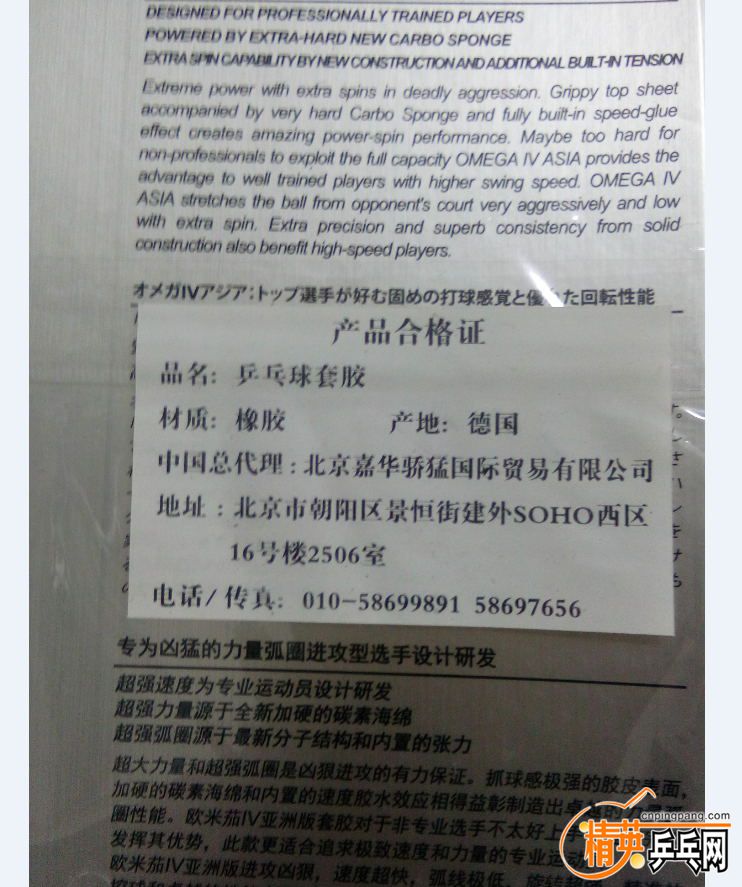 DESIGNED FOR PROFESSIONALLY TRAINED PLAYERS
POWERED BY EXTRA-HARD NEW CARBO SPONGE
EXTRA SPIN CAPABILITY BY NEW CONSTRUCTION AND ADDITIONAL BUILT-IN TENSION
Extreme power with extra spins in deadly aggression. Grippy top sheet
accompanied by very hard Carbo Sponge and fully built-in speed-glue
effect creates amazing power-spin performance. Maybe too hard for
non-professionals to exploit the full capacity OMEGA IV ASIA provides the
advantage to well trained players with higher swing speed. OMEGA IV
ASIA stretches the ball from opponent's court very aggressively and low
with extra spin. Extra precision and superb consistency from solid
construction also benefit high-speed players.
オメガIVアジア:トップ選手が好む固めの打球感覚と優 た回転性能
产品合格证
品名: 乒乓球套胶
材质: 橡胶 产地: 德国
中国总代理:北京嘉华骄猛国际贸易有限公司
地址:北京市朝阳区景恒街建外SOHO西区
16号楼2506室
电话/传真: 010-58699891 58697656
专为凶猛的力量弧圈进攻型选手设计研发
超强速度为专业运动员设计研发
超强力量源于全新加硬的碳素海绵
超强弧圈源于最新分子结构和内置的张力
超大力量和超强弧圈是凶狠进攻的有力保证。抓球感极强的胶皮表面,
加硬的碳素海绵和内置的速度胶水效应相得益彰制造出卓
圈性能。欧米茄IV亚洲版套胶对于非专业选手不太好上
发挥其优势,此款更适合追求极致速度和力量的专业运动
欧米茄IV亚洲版进攻凶狠,速度超快,弧线极低,旋转超
cnpingpang.com
精英乒乓网